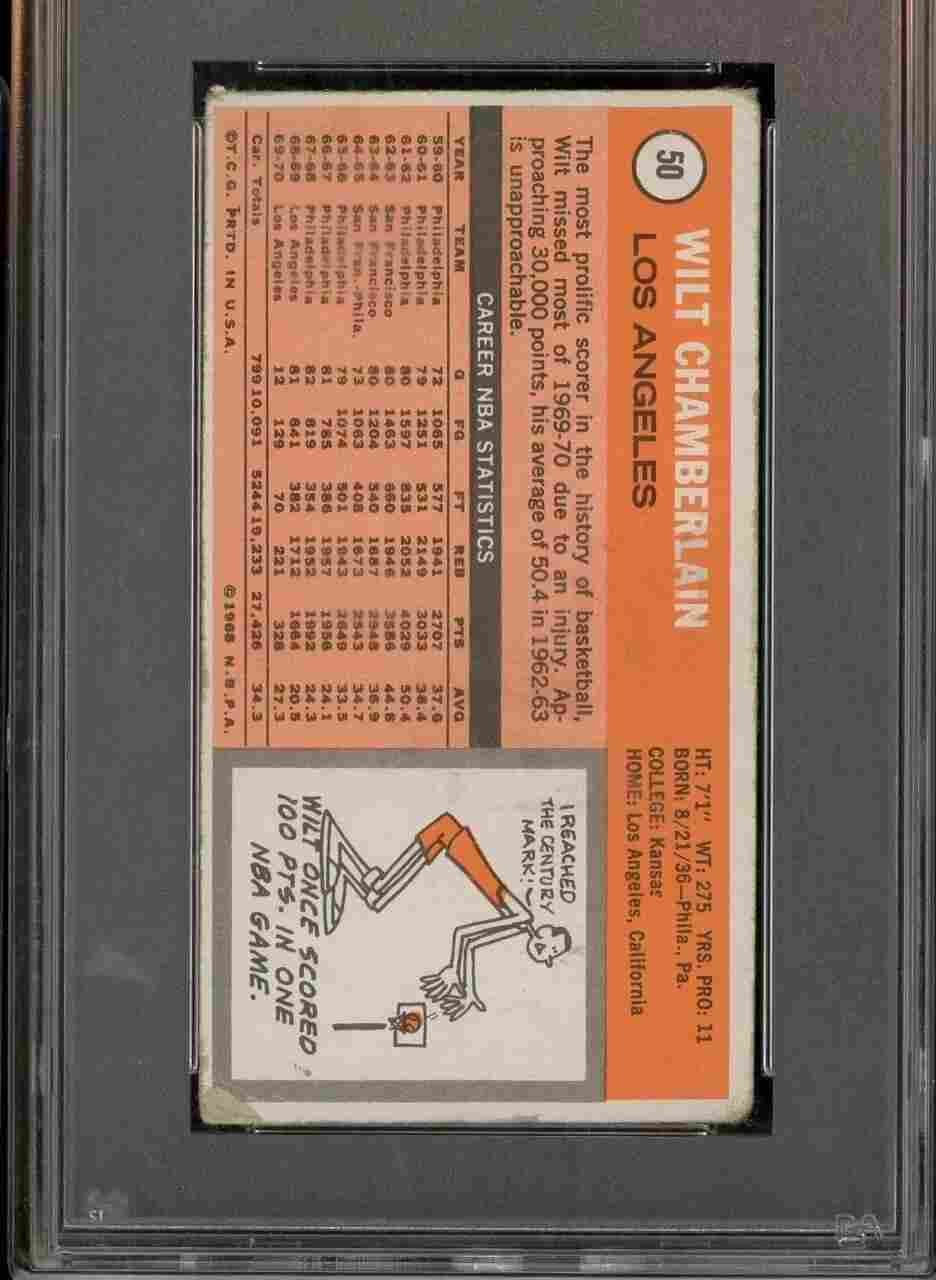 50
WILT CHAMBERLAIN
LOS ANGELES
HT: 7'1" WT: 275 YRS. PRO: 11
BORN: 8/21/36—Phila., Pa.
COLLEGE: Kansas
HOME: Los Angeles, California
The most prolific scorer in the history of basketball,
Wilt missed most of 1969-70 due to an injury. Ap-
proaching 30,000 points, his average of 50.4 in 1962-63
is unapproachable.
CAREER NBA STATISTICS
YEAR TEAM G FG FT REB PTS AVG
59-60 Philadelphia 72 1065 577 1941 2707 37.6
60-61 Philadelphia 79 1251 531 2149 3033 38.4
61-62 Philadelphia 80 1597 835 2052 4029 50.4
62-63 San Francisco 80 1463 660 1946 3586 44.8
63-64 San Francisco 80 1204 540 1687 2948 36.9
64-65 San Fran.-Phila. 73 1063 408 1673 2543 34.7
65-66 Philadelphia 79 1074 501 1943 2649 33.5
66-67 Philadelphia 81 785 386 1957 1956 24.1
67-68 Philadelphia 82 819 354 1952 1992 24.3
68-69 Los Angeles 81 641 382 1712 1664 20.5
69-70 Los Angeles 12 129 70 221 328 27.3
Car. Totals 799 10,091 5244 19,233 27,426 34.3
©T.C.G. PRTD. IN U.S.A. ©1968 N.B.P.A.
I REACHED
THE CENTURY
MARK!
WILT ONCE SCORED
100 PTS. IN ONE
NBA GAME.